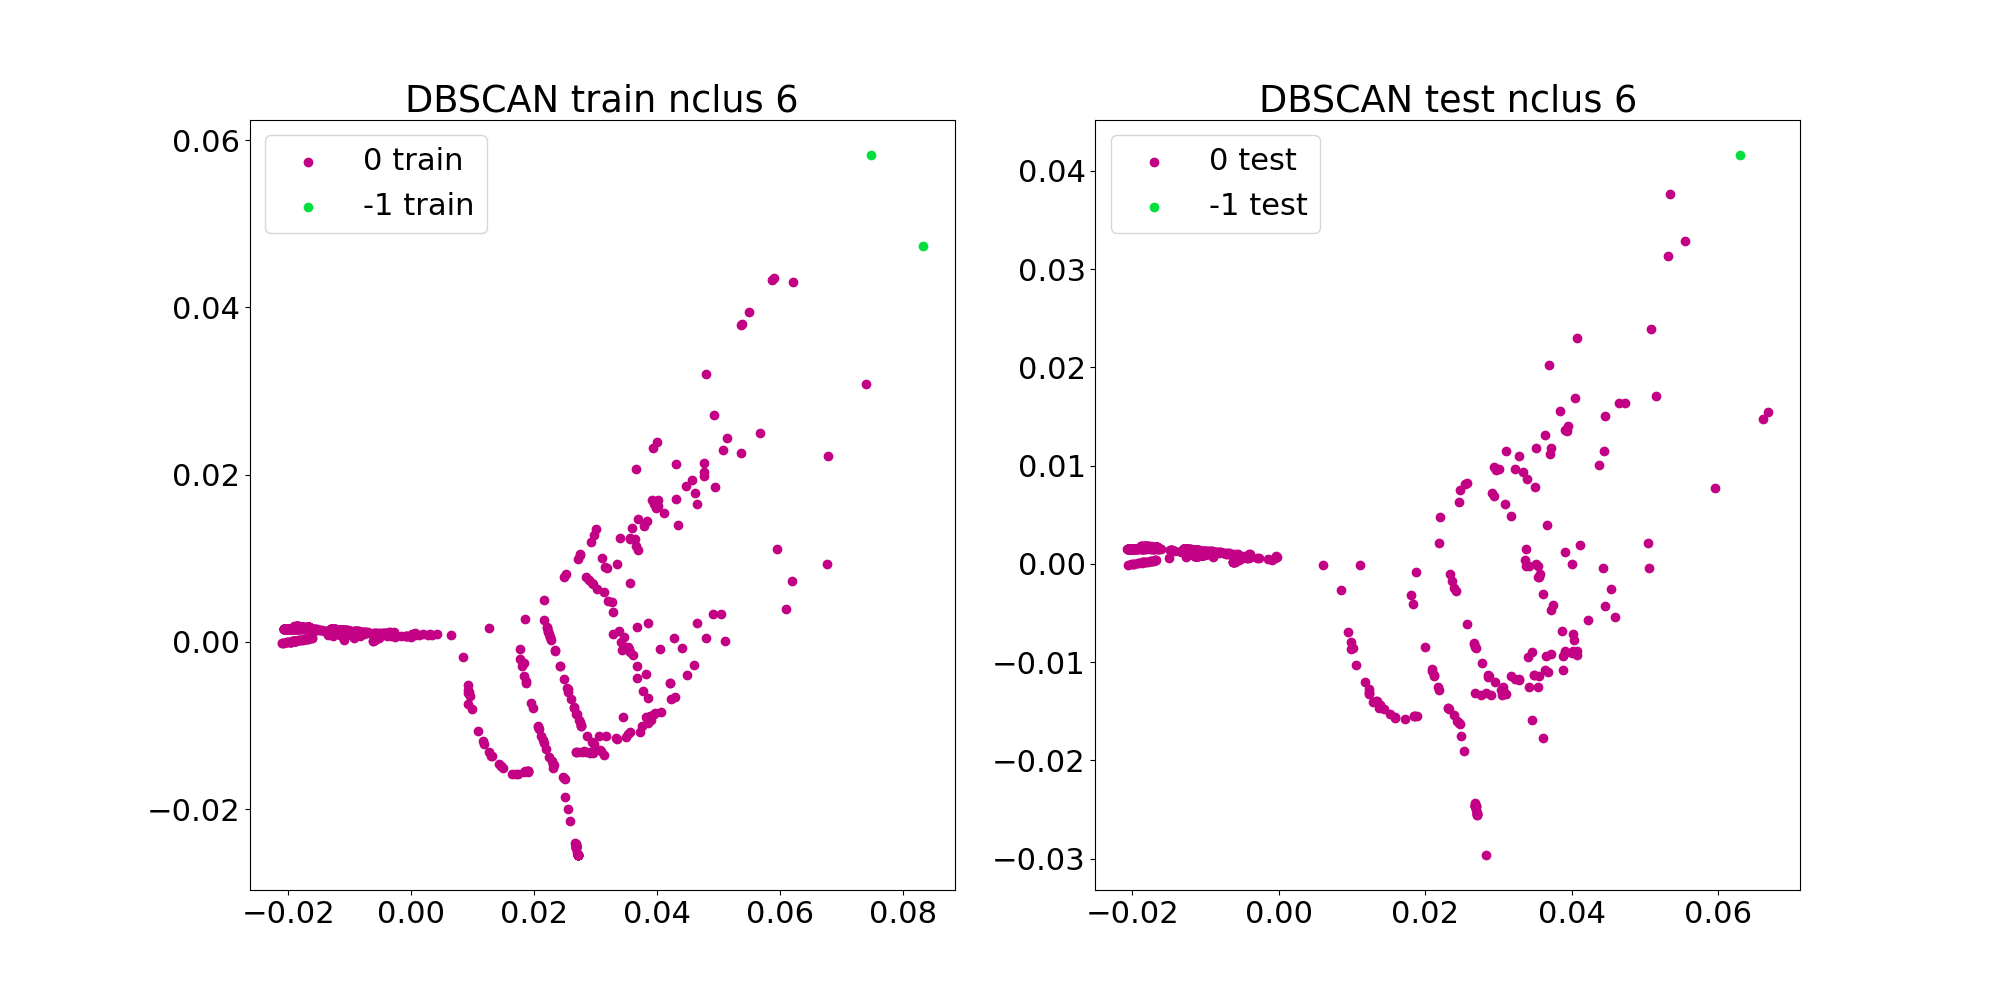 DBSCAN train nclus 6
0 train
-1 train
0.06
0.04
0.02
0.00
−0.02
−0.02 0.00 0.02 0.04 0.06 0.08
DBSCAN test nclus 6
0 test
-1 test
0.04
0.03
0.02
0.01
0.00
−0.01
−0.02
−0.03
−0.02 0.00 0.02 0.04 0.06